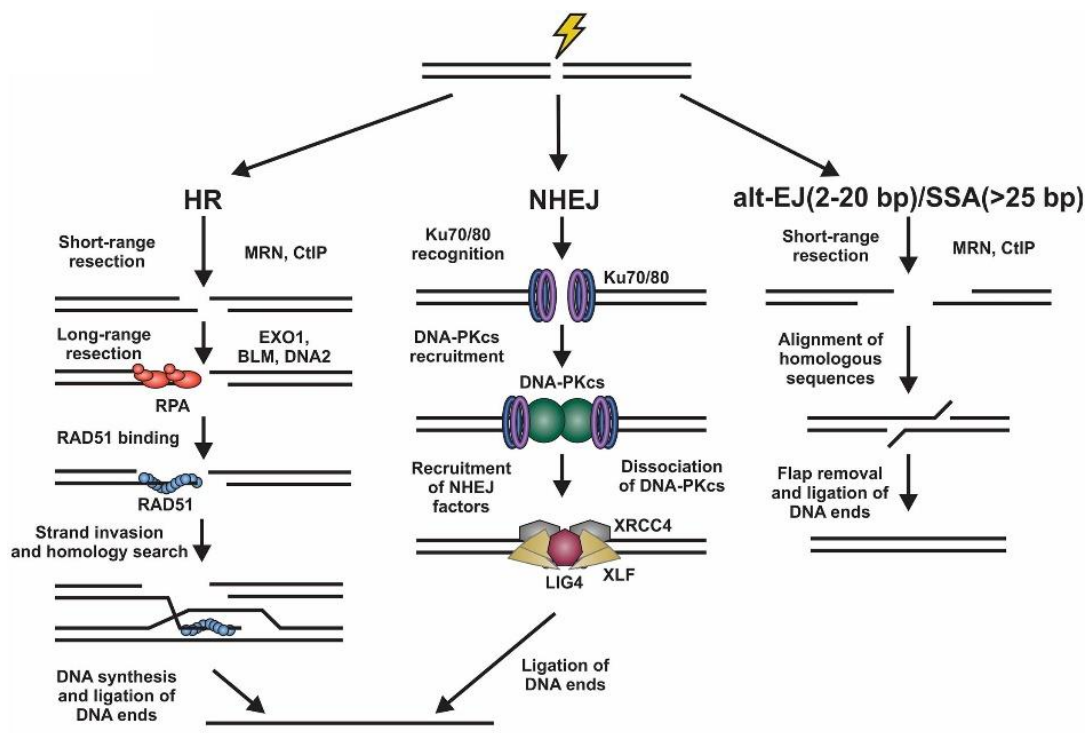 HR
Short-range
resection
MRN, CtIP
Long-range
resection
EXO1,
BLM, DNA2
RPA
RAD51 binding
RAD51
Strand invasion
and homology search
DNA synthesis
and ligation of
DNA ends
NHEJ
Ku70/80
recognition
Ku70/80
DNA-PKcs
recruitment
DNA-PKcs
Recruitment
of NHEJ
factors
Dissociation
of DNA-PKcs
XRCC4
LIG4
XLF
Ligation of
DNA ends
alt-EJ(2-20 bp)/SSA(>25 bp)
Short-range
resection
MRN, CtIP
Alignment of
homologous
sequences
Flap removal
and ligation of
DNA ends